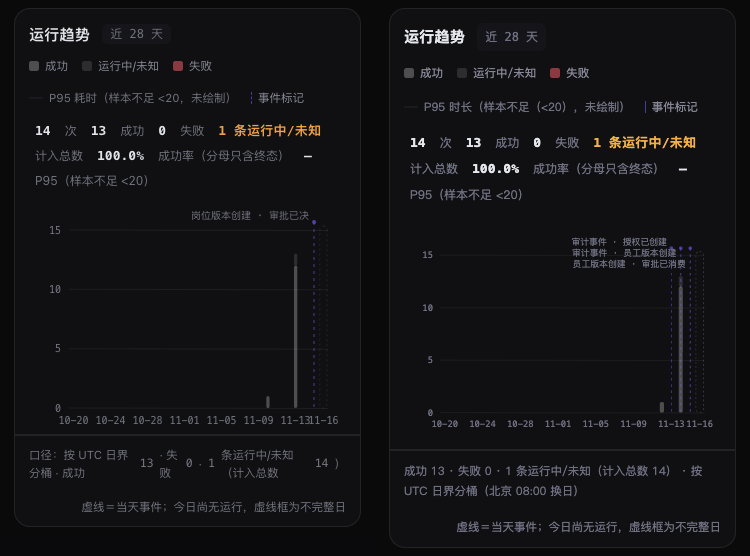 运行趋势 近 28 天
成功 运行中/未知 失败
P95 耗时（样本不足 <20，未绘制） 事件标记
14 次 13 成功 0 失败 1 条运行中/未知
计入总数 100.0% 成功率（分母只含终态） —
P95（样本不足 <20）
岗位版本创建 · 审批已决
15
10
5
0
10-20 10-24 10-28 11-01 11-05 11-09 11-13 11-16
口径：按 UTC 日界分桶 · 成功 13 · 失败 0 · 1 条运行中/未知（计入总数 14 ）
虚线＝当天事件；今日尚无运行，虚线框为不完整日
运行趋势 近 28 天
成功 运行中/未知 失败
P95 时长（样本不足（<20），未绘制） 事件标记
14 次 13 成功 0 失败 1 条运行中/未知
计入总数 100.0% 成功率（分母只含终态） —
P95（样本不足 <20）
审计事件 · 授权已创建
审计事件 · 员工版本创建
员工版本创建 · 审批已消费
15
10
5
0
10-20 10-24 10-28 11-01 11-05 11-09 11-13 11-16
成功 13 · 失败 0 · 1 条运行中/未知（计入总数 14） · 按
UTC 日界分桶（北京 08:00 换日）
虚线＝当天事件；今日尚无运行，虚线框为不完整日